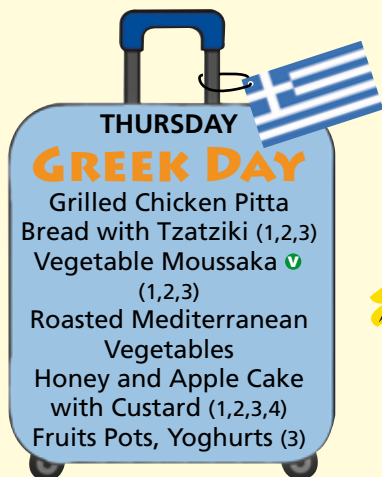 THURSDAY
GREEK DAY
Grilled Chicken Pitta
Bread with Tzatziki (1,2,3)
Vegetable Moussaka V
(1,2,3)
Roasted Mediterranean
Vegetables
Honey and Apple Cake
with Custard (1,2,3,4)
Fruits Pots, Yoghurts (3)